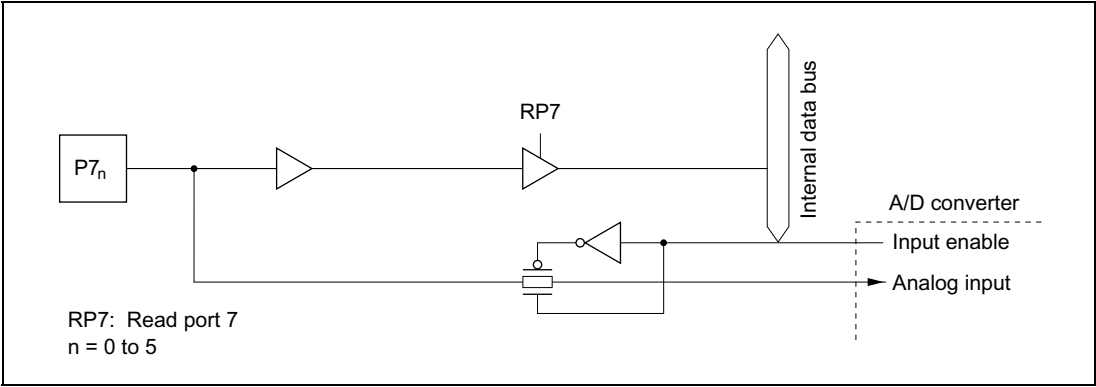 RP7
P7n
Internal data bus
A/D converter
Input enable
Analog input
RP7: Read port 7
n = 0 to 5